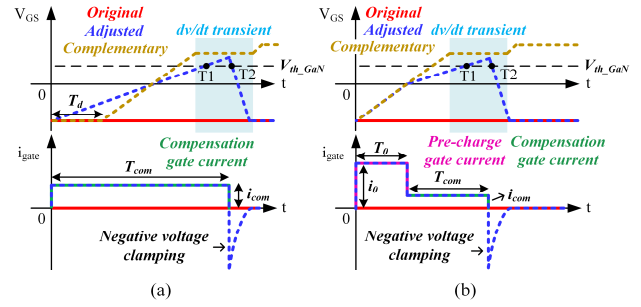 V_GS
Original
Adjusted
Complementary
dv/dt transient
V_th_GaN
T1
T2
0
t
T_d
i_gate
Compensation
gate current
T_com
i_com
0
t
Negative voltage
clamping
(a)
V_GS
Original
Adjusted
Complementary
dv/dt transient
V_th_GaN
T1
T2
0
t
i_gate
Pre-charge
gate current
Compensation
gate current
T_0
T_com
i_0
i_com
0
t
Negative voltage
clamping
(b)